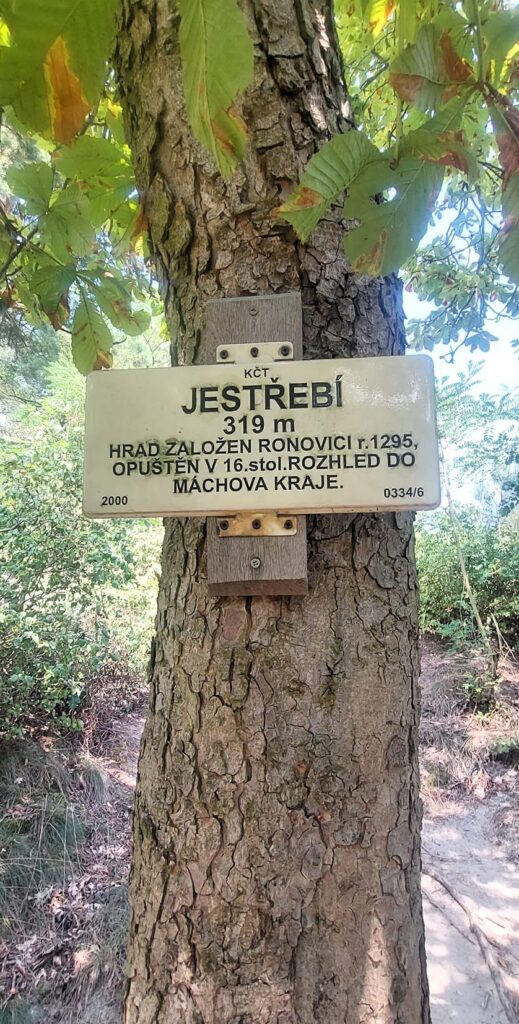 KČT
JESTŘEBÍ
319 m
HRAD ZALOŽEN RONOVICI r.1295,
OPUŠTĚN V 16.stol.ROZHLED DO
MÁCHOVA KRAJE.
2000 0334/6